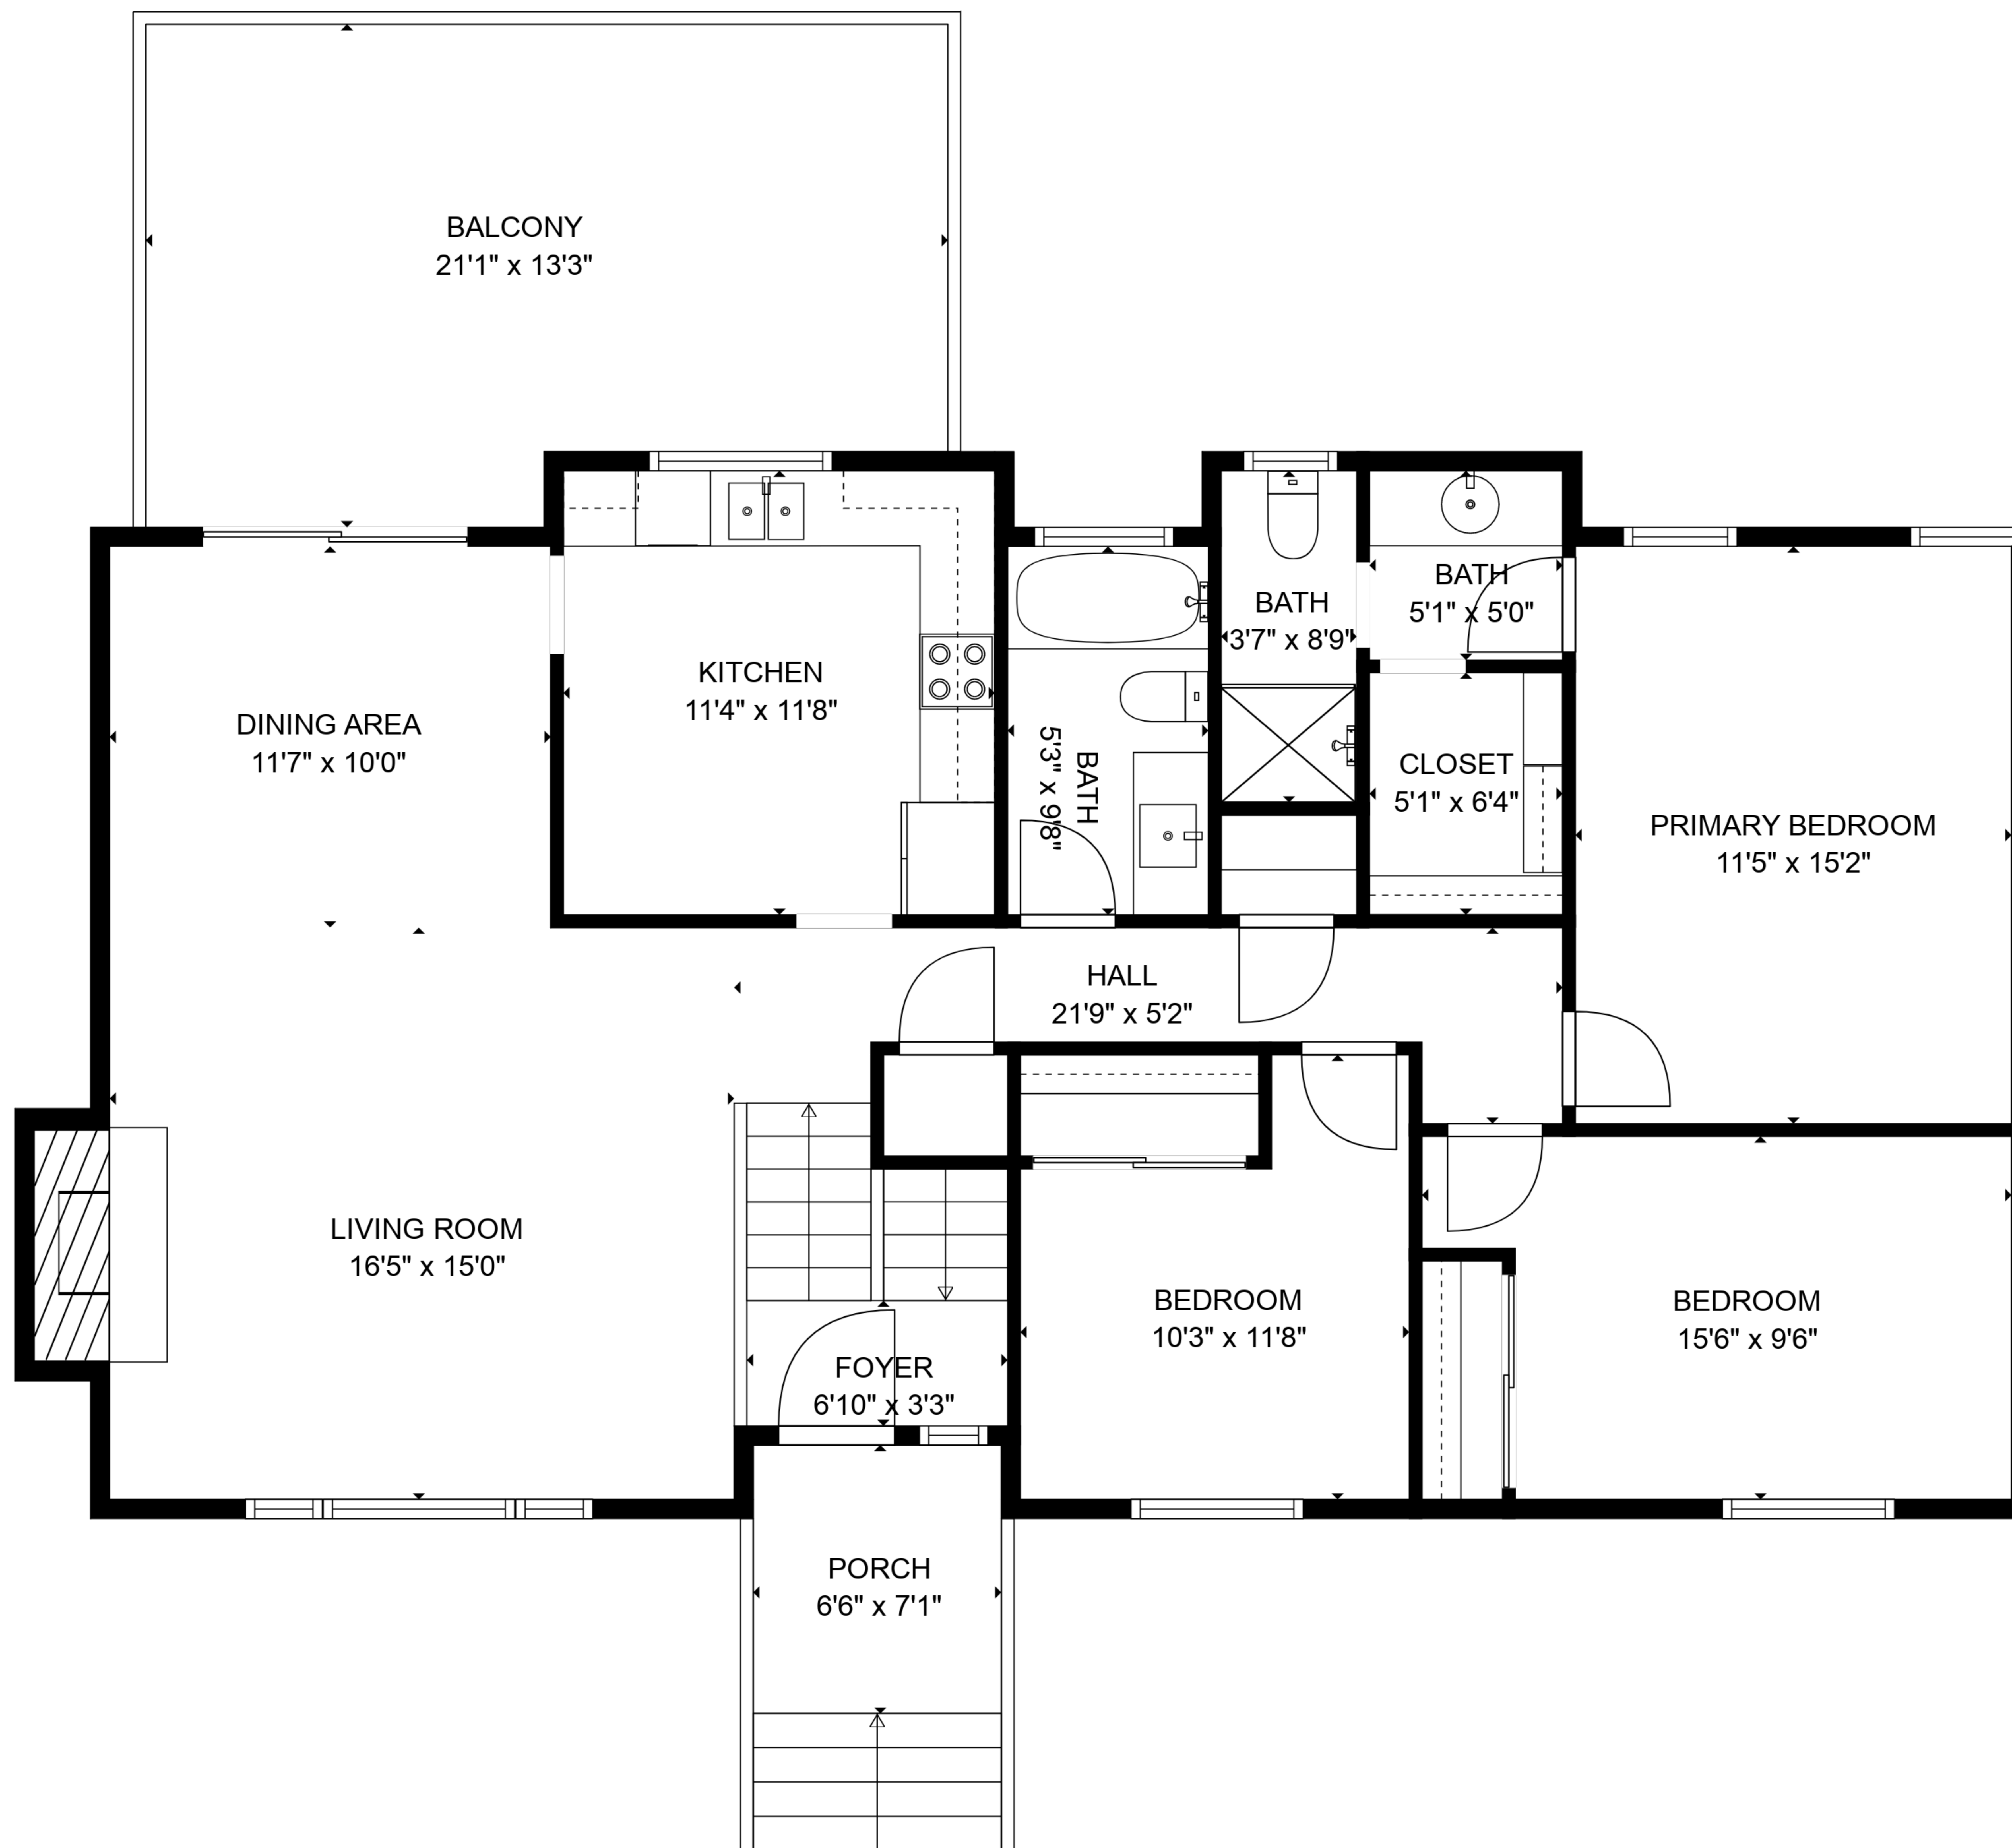 BALCONY
21'1" x 13'3"
KITCHEN
11'4" x 11'8"
DINING AREA
11'7" x 10'0"
BATH
5'3" x 9'8"
BATH
3'7" x 8'9"
BATH
5'1" x 5'0"
CLOSET
5'1" x 6'4"
PRIMARY BEDROOM
11'5" x 15'2"
HALL
21'9" x 5'2"
LIVING ROOM
16'5" x 15'0"
FOYER
6'10" x 3'3"
BEDROOM
10'3" x 11'8"
BEDROOM
15'6" x 9'6"
PORCH
6'6" x 7'1"